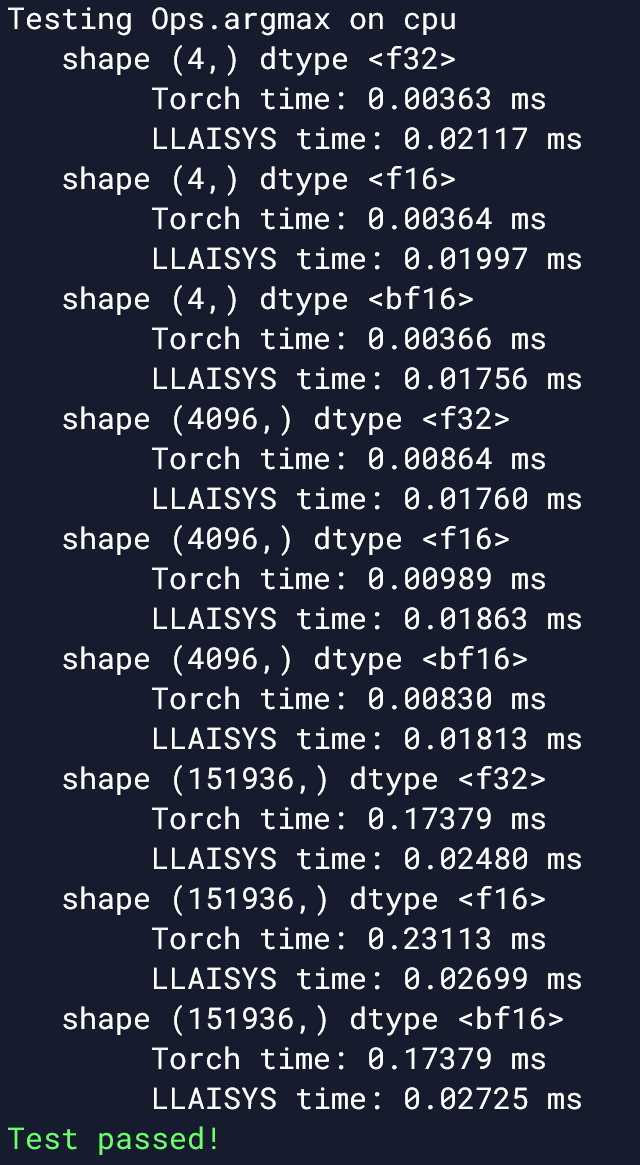 Testing Ops.argmax on cpu
   shape (4,) dtype <f32>
        Torch time: 0.00363 ms
        LLAISYS time: 0.02117 ms
   shape (4,) dtype <f16>
        Torch time: 0.00364 ms
        LLAISYS time: 0.01997 ms
   shape (4,) dtype <bf16>
        Torch time: 0.00366 ms
        LLAISYS time: 0.01756 ms
   shape (4096,) dtype <f32>
        Torch time: 0.00864 ms
        LLAISYS time: 0.01760 ms
   shape (4096,) dtype <f16>
        Torch time: 0.00989 ms
        LLAISYS time: 0.01863 ms
   shape (4096,) dtype <bf16>
        Torch time: 0.00830 ms
        LLAISYS time: 0.01813 ms
   shape (151936,) dtype <f32>
        Torch time: 0.17379 ms
        LLAISYS time: 0.02480 ms
   shape (151936,) dtype <f16>
        Torch time: 0.23113 ms
        LLAISYS time: 0.02699 ms
   shape (151936,) dtype <bf16>
        Torch time: 0.17379 ms
        LLAISYS time: 0.02725 ms
Test passed!